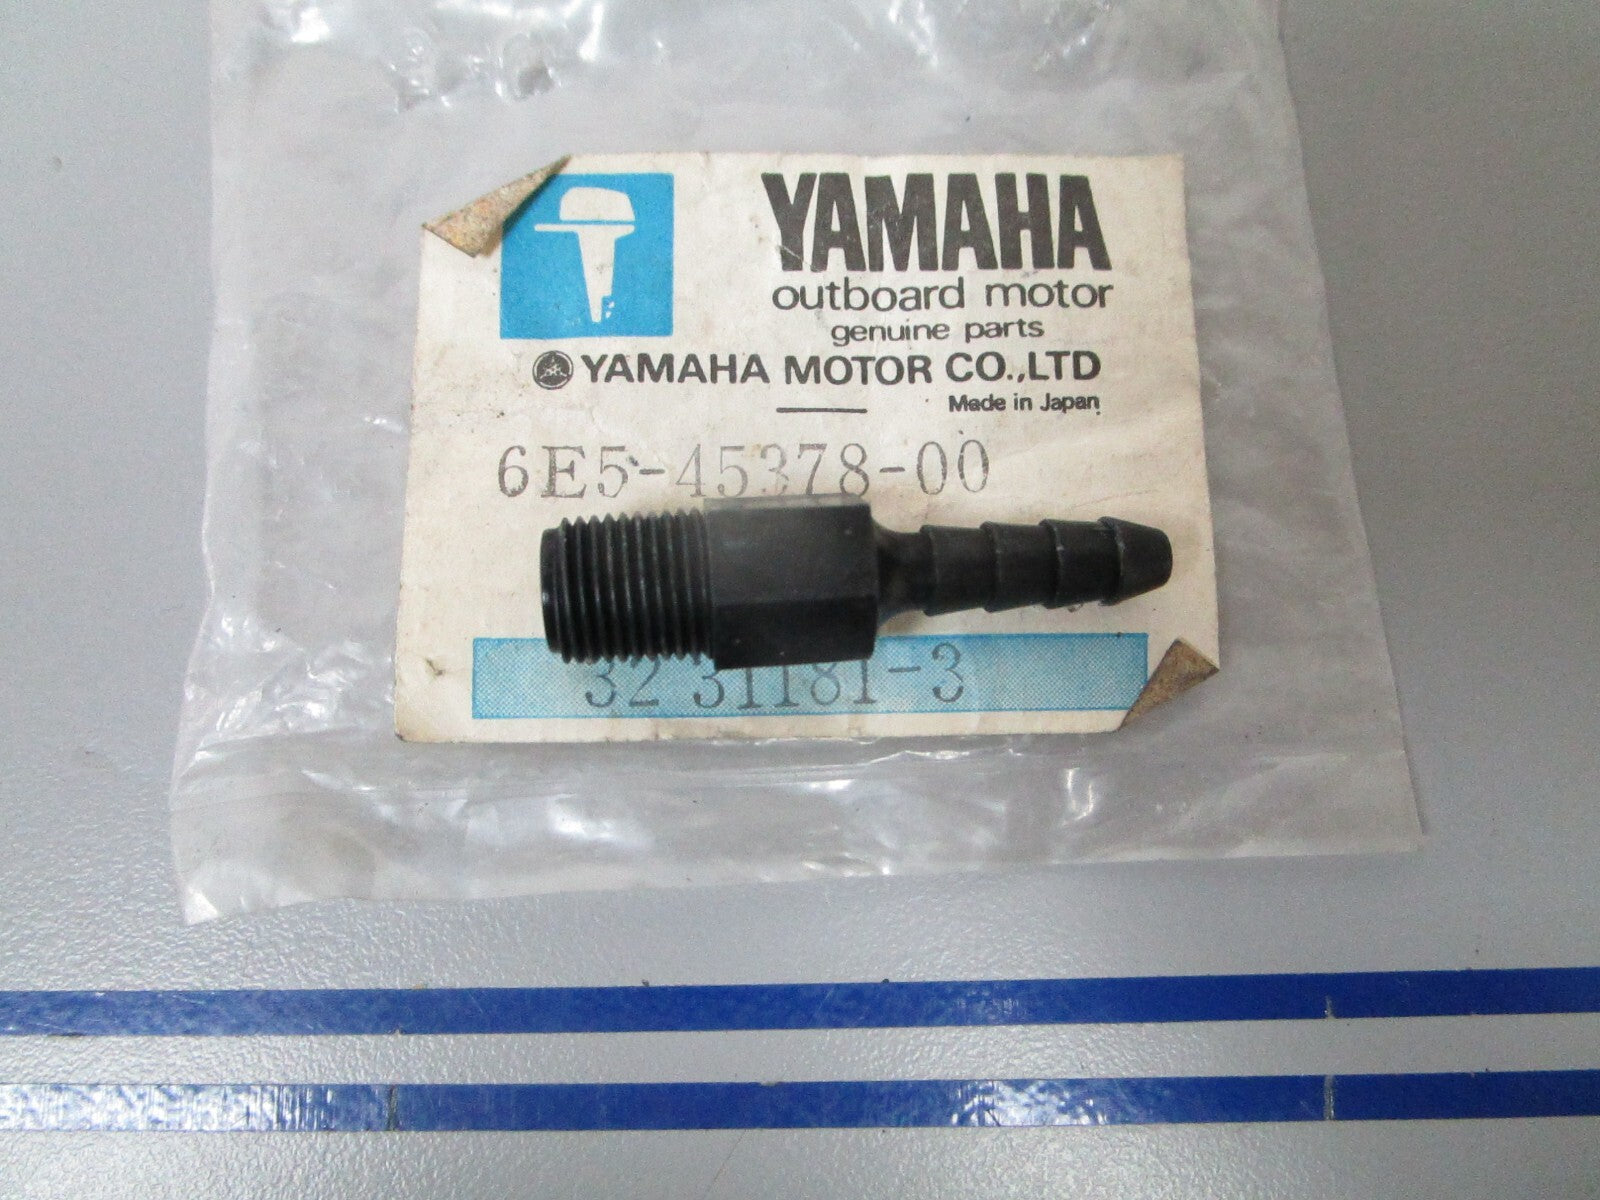 YAMAHA
outboard motor
genuine parts
YAMAHA MOTOR CO.,LTD
Made in Japan
6E5-45378-00
32 31181-3